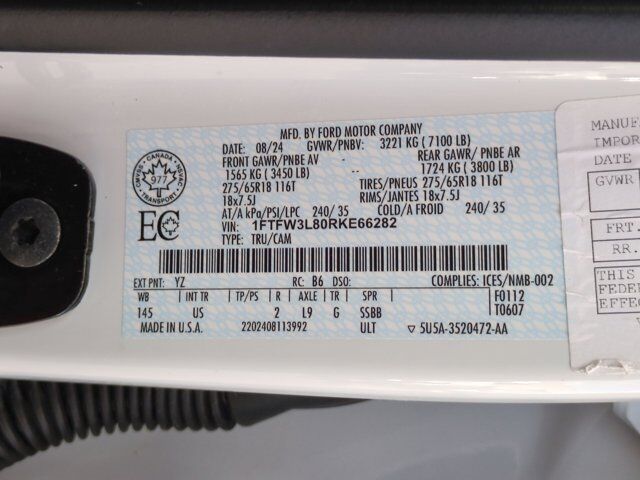 MFD. BY FORD MOTOR COMPANY
DATE: 08/24 GVWR/PNBV: 3221 KG ( 7100 LB)
FRONT GAWR/PNBE AV REAR GAWR/ PNBE AR
1565 KG ( 3450 LB) 1724 KG ( 3800 LB)
275/65R18 116T TIRES/PNEUS 275/65R18 116T
18x7.5J RIMS/JANTES 18x7.5J
AT/A kPa/PSI/LPC 240/ 35 COLD/A FROID 240/ 35
VIN: 1FTFW3L80RKE66282
TYPE: TRU/CAM
CANADA
977
TRANSPORT
EC
EXT PNT: YZ RC: B6 DSO: COMPLIES: ICES/NMB-002
WB INT TR TP/PS R AXLE TR SPR F0112
145 US 2 L9 G SSBB T0607
MADE IN U.S.A. 2202408113992 ULT ▽ 5U5A-3520472-AA
MANUF
IMPOR
DATE
GVWR
FRT.
RR.
THIS
FEDER
EFFEC